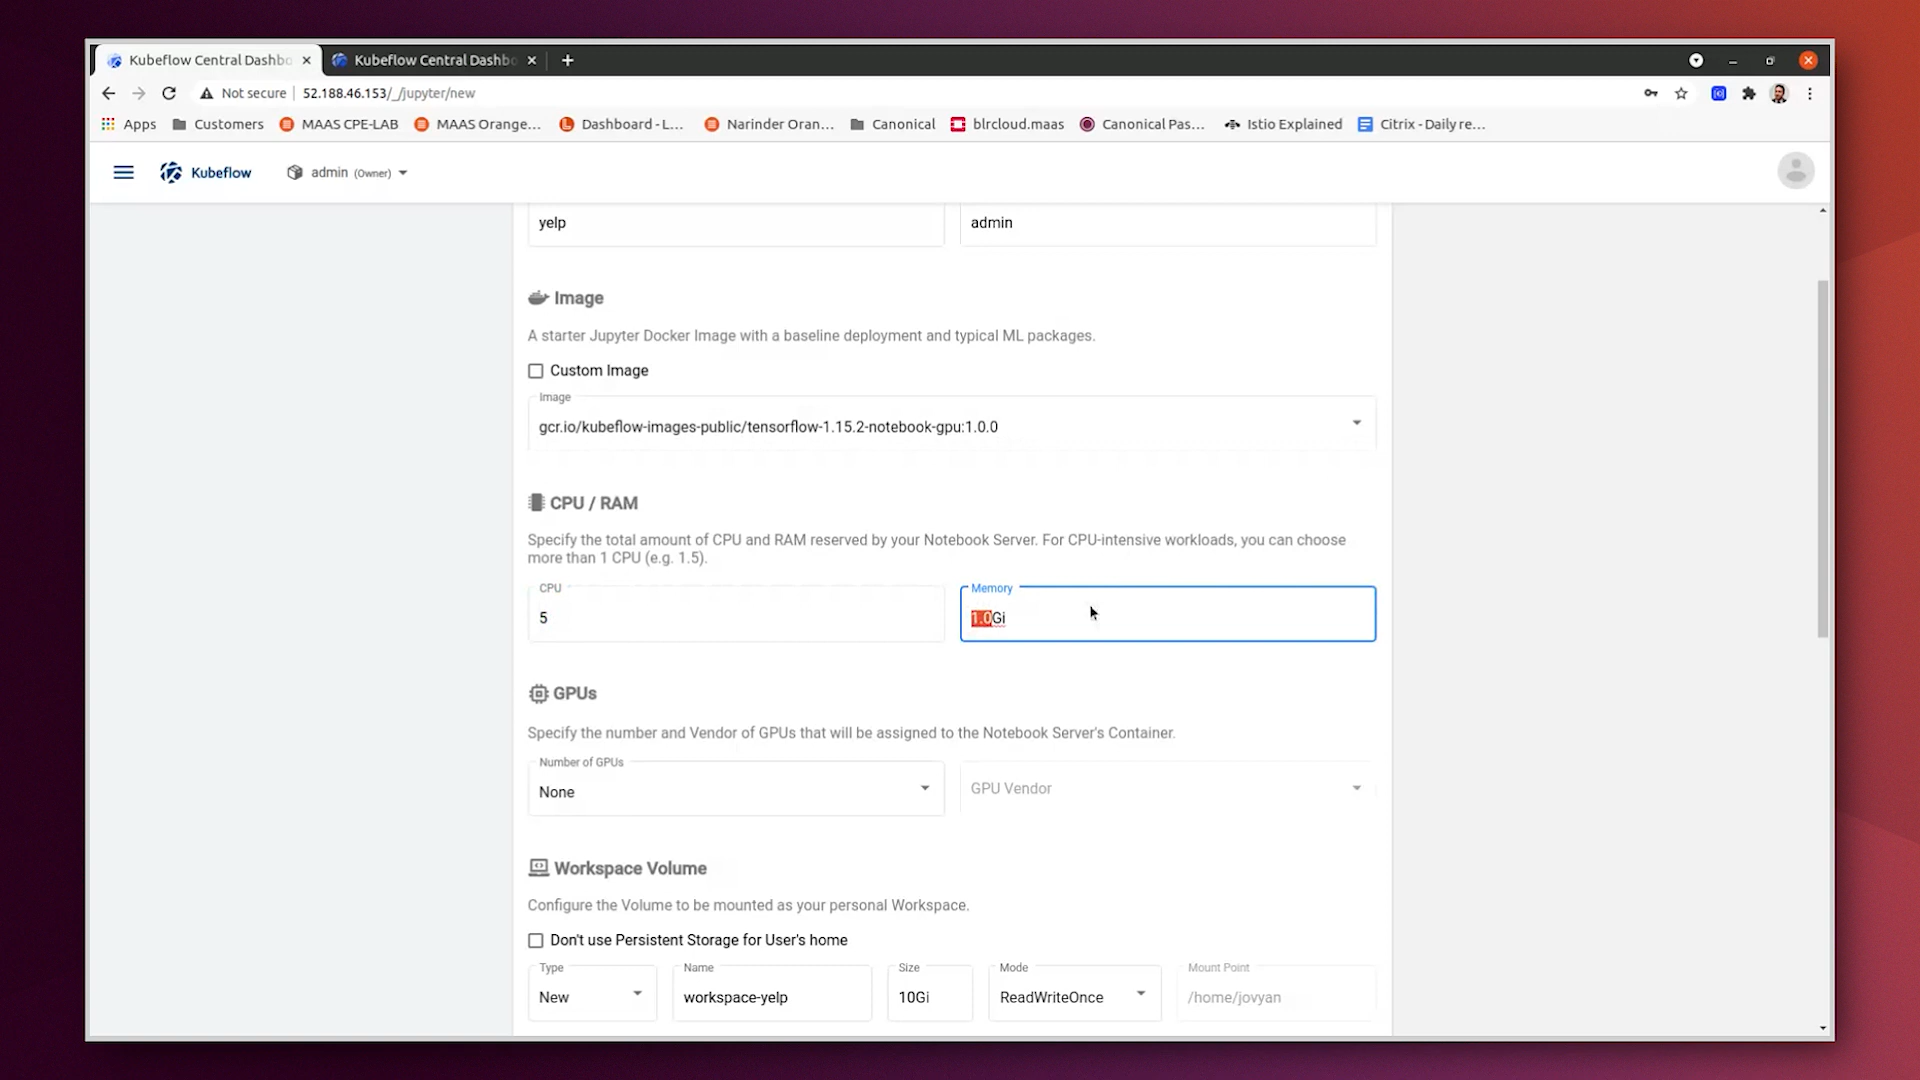 Kubeflow Central Dashbo
Kubeflow Central Dashbo
Not secure
52.188.46.153/_/jupyter/new
Apps
Customers
MAAS CPE-LAB
MAAS Orange...
Dashboard - L...
Narinder Oran...
Canonical
blrcloud.maas
Canonical Pas...
Istio Explained
Citrix - Daily re...
Kubeflow
admin (Owner)
yelp
admin
Image
A starter Jupyter Docker Image with a baseline deployment and typical ML packages.
Custom Image
Image
gcr.io/kubeflow-images-public/tensorflow-1.15.2-notebook-gpu:1.0.0
CPU / RAM
Specify the total amount of CPU and RAM reserved by your Notebook Server. For CPU-intensive workloads, you can choose
more than 1 CPU (e.g. 1.5).
CPU
5
Memory
1.0Gi
GPUs
Specify the number and Vendor of GPUs that will be assigned to the Notebook Server's Container.
Number of GPUs
None
GPU Vendor
Workspace Volume
Configure the Volume to be mounted as your personal Workspace.
Don't use Persistent Storage for User's home
Type
New
Name
workspace-yelp
Size
10Gi
Mode
ReadWriteOnce
Mount Point
/home/jovyan